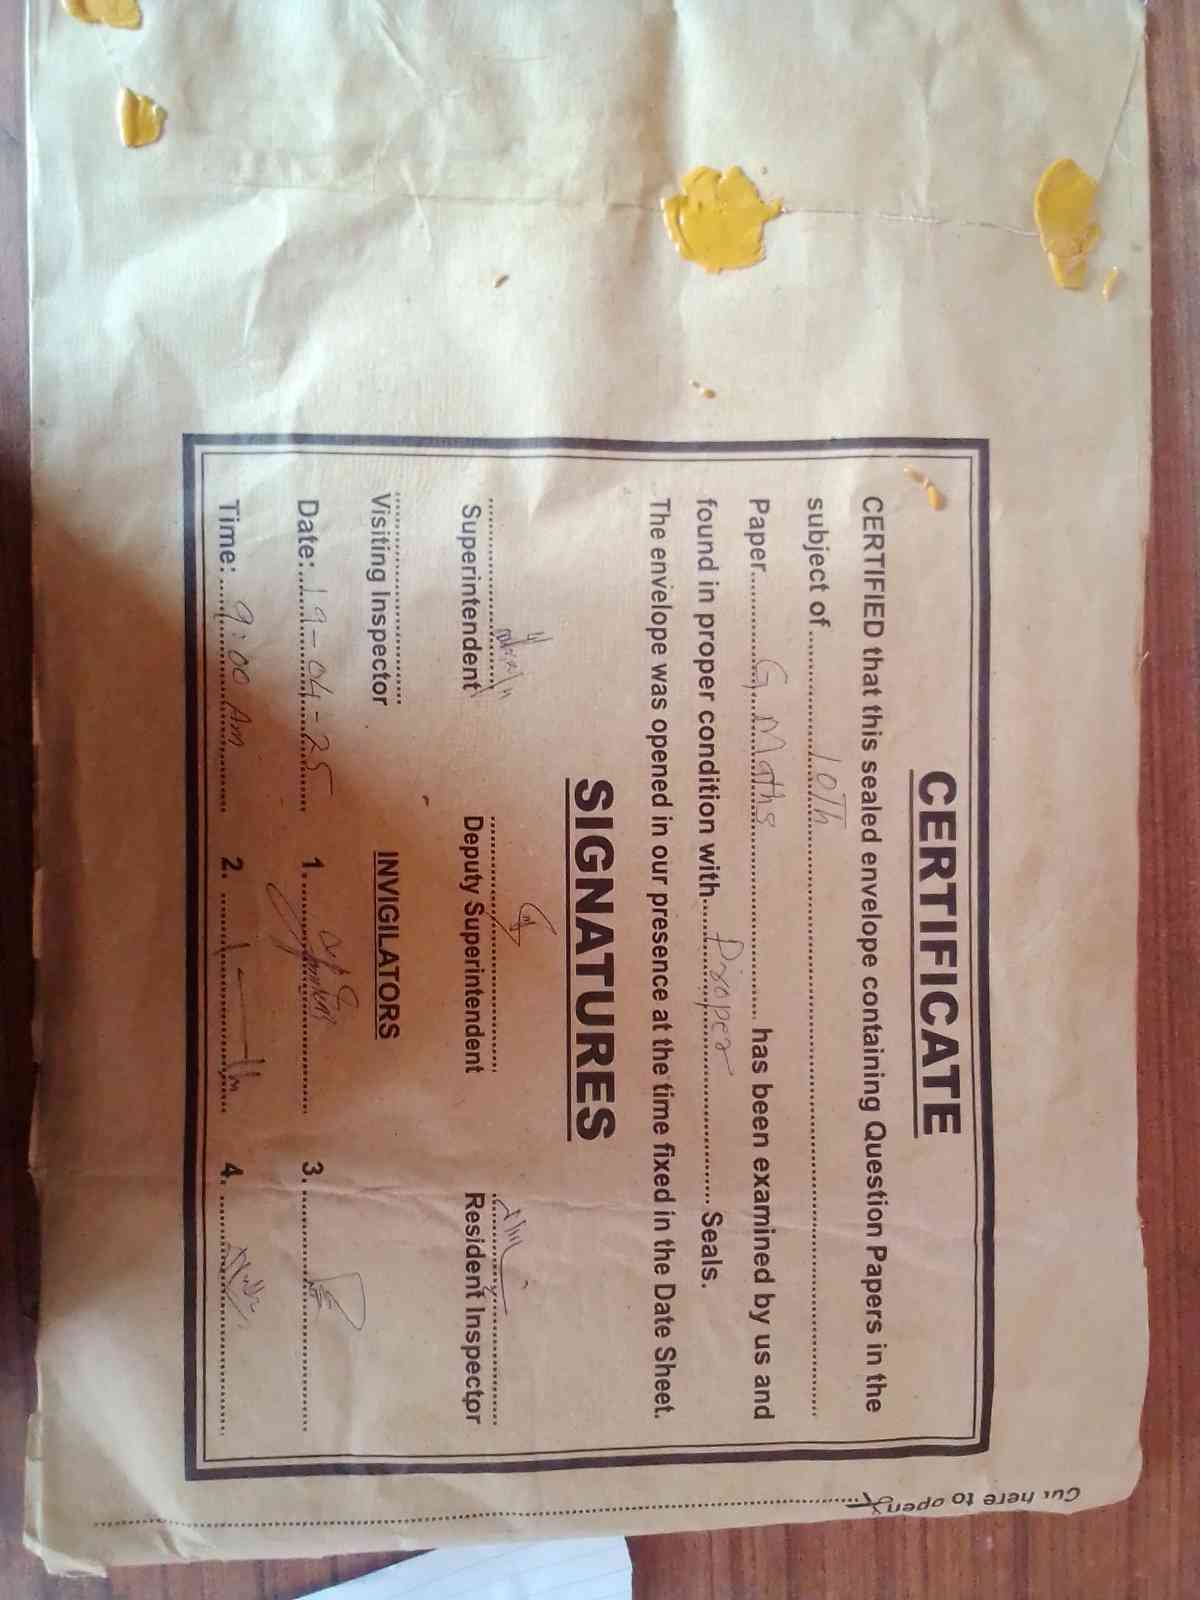 CERTIFICATE
CERTIFIED that this sealed envelope containing Question Papers in the
subject of 10Th
Paper G. Maths has been examined by us and
found in proper condition with Proper Seals.
The envelope was opened in our presence at the time fixed in the Date Sheet.
SIGNATURES
Superintendent Deputy Superintendent Resident Inspector
Visiting Inspector INVIGILATORS
Date: 19-04-25 1. 3.
Time: 9:00 Am 2. 4.
Cut here to open